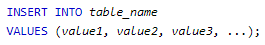 INSERT INTO table_name
VALUES (value1, value2, value3, ...);